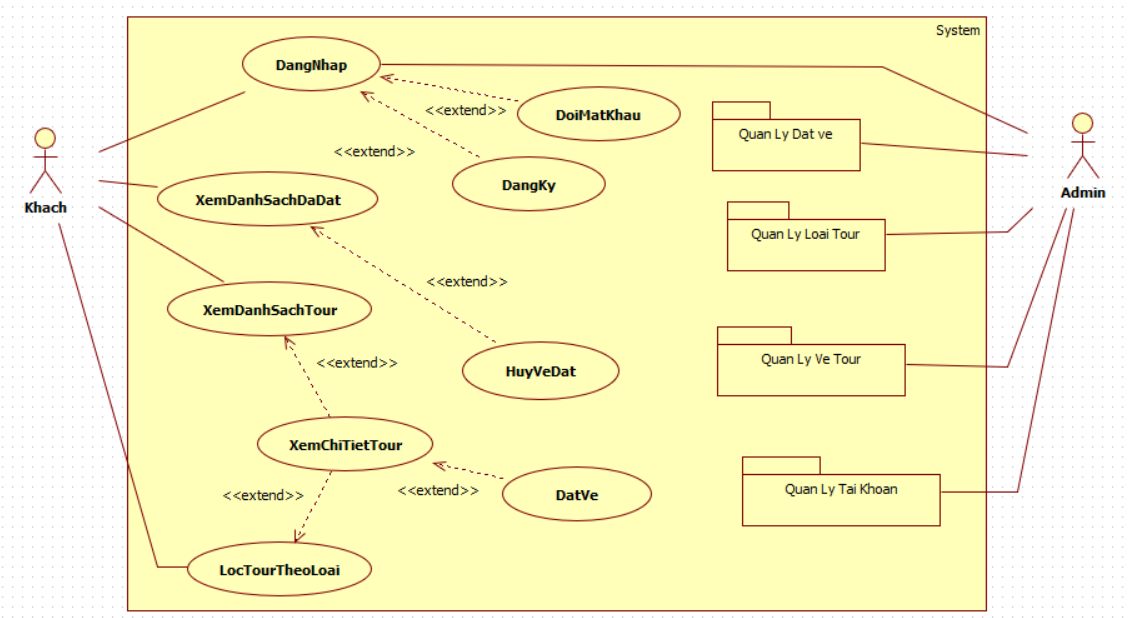 System
DangNhap
<<extend>>
DoiMatKhau
Quan Ly Dat ve
<<extend>>
DangKy
Khach
Admin
XemDanhSachDaDat
Quan Ly Loai Tour
<<extend>>
XemDanhSachTour
<<extend>>
Quan Ly Ve Tour
HuyVeDat
XemChiTietTour
<<extend>>
<<extend>>
DatVe
Quan Ly Tai Khoan
LocTourTheoLoai